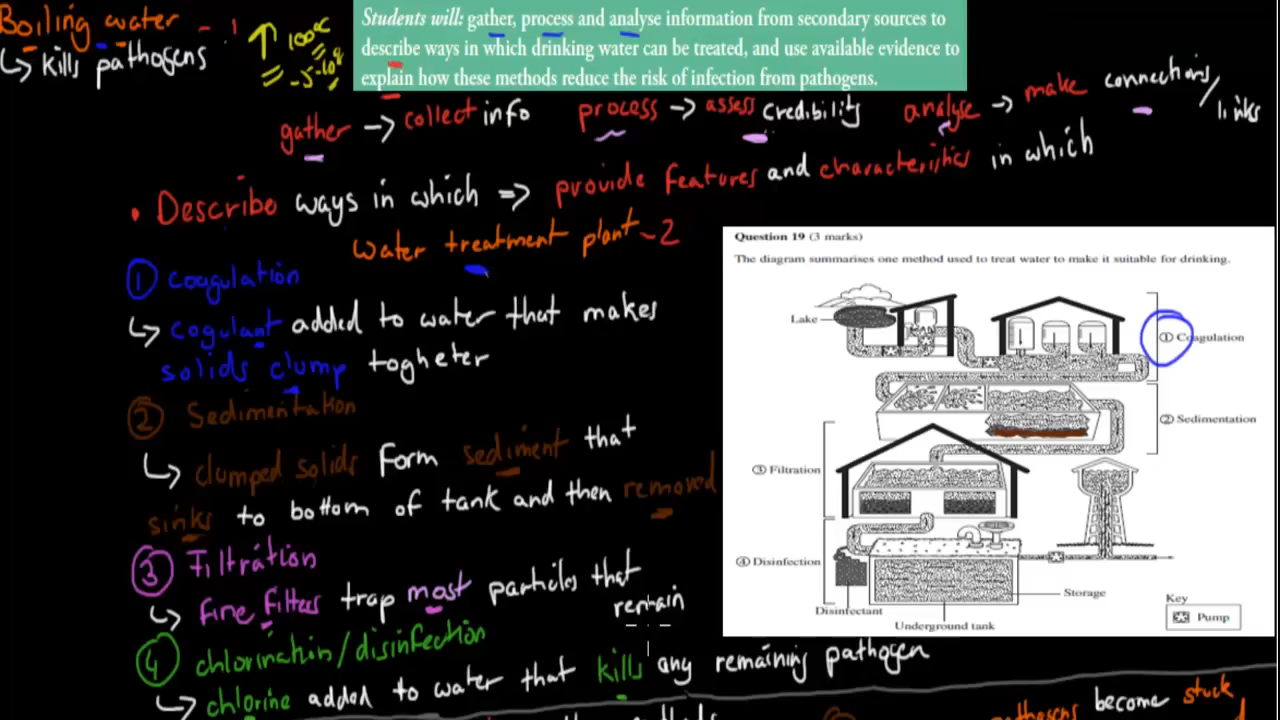 Boiling water - 1
↳ kills pathogens
↑ 100°C
Students will: gather, process and analyse information from secondary sources to
describe ways in which drinking water can be treated, and use available evidence to
explain how these methods reduce the risk of infection from pathogens.
gather → collect info process → assess credibility analyse → make connections/
links
• Describe ways in which => provide features and characteristics in which
water treatment plant - 2
① coagulation
↳ cogulant added to water that makes
solids clump togheter
② Sedimentation
↳ clumped solids form sediment that
sinks to bottom of tank and then removed
③ Filtration
↳ fine filters trap most particles that
remain
④ chlorination/disinfection
↳ chlorine added to water that kills any remaining pathogen
pathogens become stuck
Question 19 (3 marks)
The diagram summarises one method used to treat water to make it suitable for drinking.
Lake
① Coagulation
② Sedimentation
③ Filtration
④ Disinfection
Disinfectant
Storage
Underground tank
Key
Pump